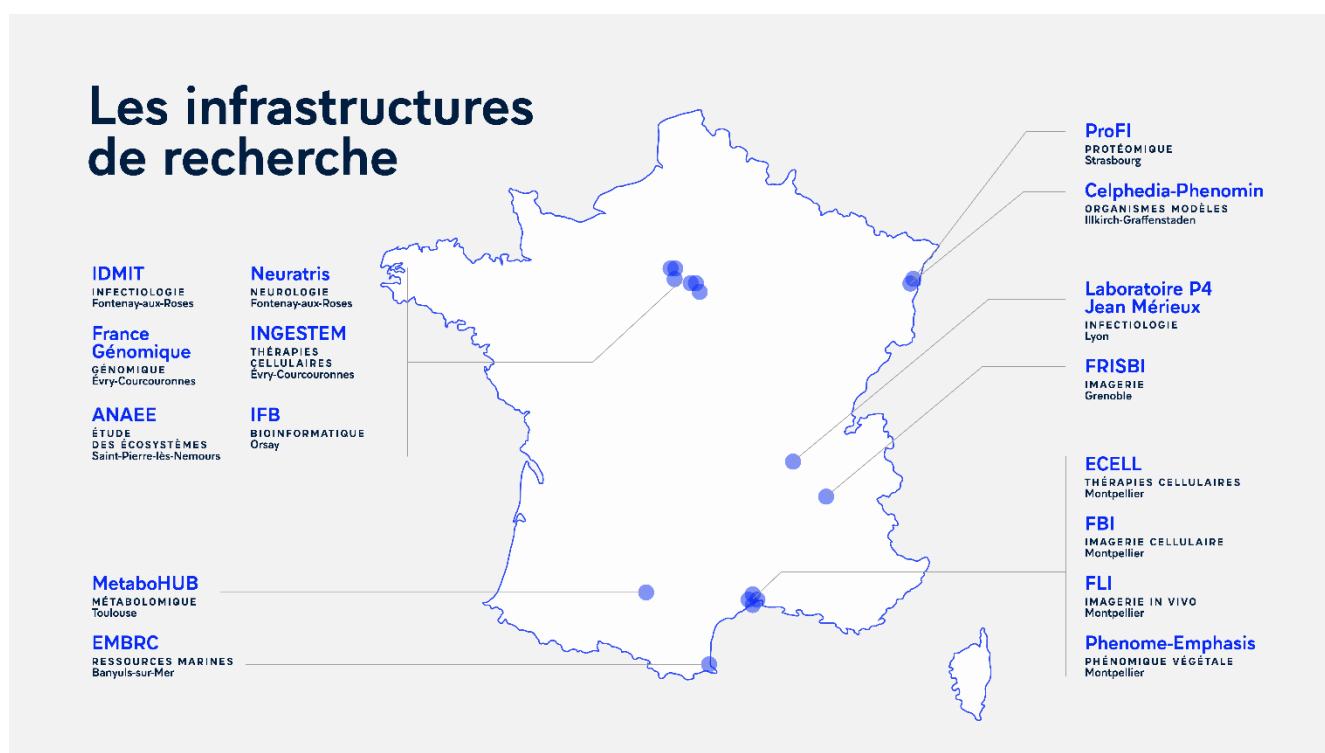 Les infrastructures
de recherche
IDMIT
INFECTIOLOGIE
Fontenay-aux-Roses
Neuratris
NEUROLOGIE
Fontenay-aux-Roses
France
Génomique
GÉNOMIQUE
Évry-Courcouronnes
INGESTEM
THÉRAPIES
CELLULAIRES
Évry-Courcouronnes
ANAEE
ÉTUDE
DES ÉCOSYSTÈMES
Saint-Pierre-lès-Nemours
IFB
BIOINFORMATIQUE
Orsay
MetaboHUB
MÉTABOLOMIQUE
Toulouse
EMBRC
RESSOURCES MARINES
Banyuls-sur-Mer
ProFI
PROTÉOMIQUE
Strasbourg
Celphedia-Phenomin
ORGANISMES MODÈLES
Illkirch-Graffenstaden
Laboratoire P4
Jean Mérieux
INFECTIOLOGIE
Lyon
FRISBI
IMAGERIE
Grenoble
ECELL
THÉRAPIES CELLULAIRES
Montpellier
FBI
IMAGERIE CELLULAIRE
Montpellier
FLI
IMAGERIE IN VIVO
Montpellier
Phenome-Emphasis
PHÉNOMIQUE VÉGÉTALE
Montpellier